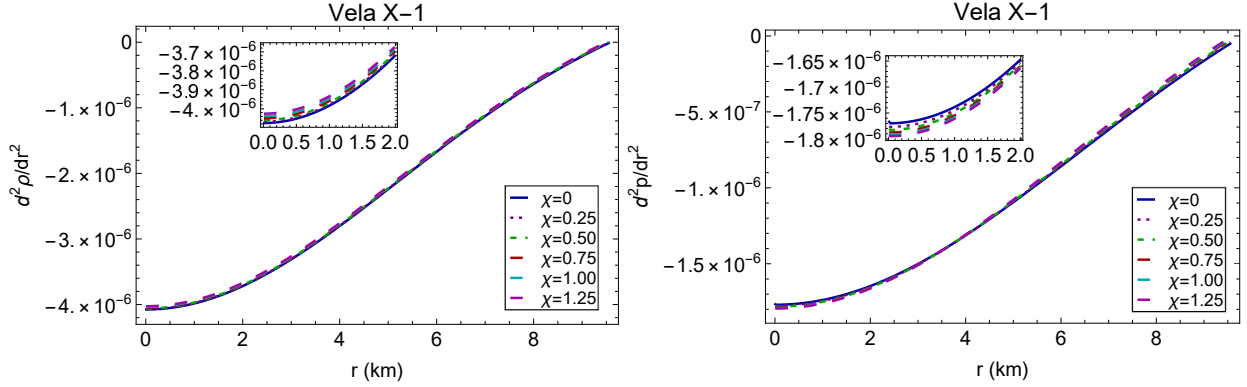 Vela X−1
0
−1. × 10⁻⁶
−2. × 10⁻⁶
−3. × 10⁻⁶
−4. × 10⁻⁶
d²ρ/dr²
−3.7 × 10⁻⁶
−3.8 × 10⁻⁶
−3.9 × 10⁻⁶
−4. × 10⁻⁶
0.0 0.5 1.0 1.5 2.0
χ=0
χ=0.25
χ=0.50
χ=0.75
χ=1.00
χ=1.25
0 2 4 6 8
r (km)
Vela X−1
0
−5. × 10⁻⁷
−1. × 10⁻⁶
−1.5 × 10⁻⁶
d²p/dr²
−1.65 × 10⁻⁶
−1.70 × 10⁻⁶
−1.75 × 10⁻⁶
−1.8 × 10⁻⁶
0.0 0.5 1.0 1.5 2.0
χ=0
χ=0.25
χ=0.50
χ=0.75
χ=1.00
χ=1.25
0 2 4 6 8
r (km)